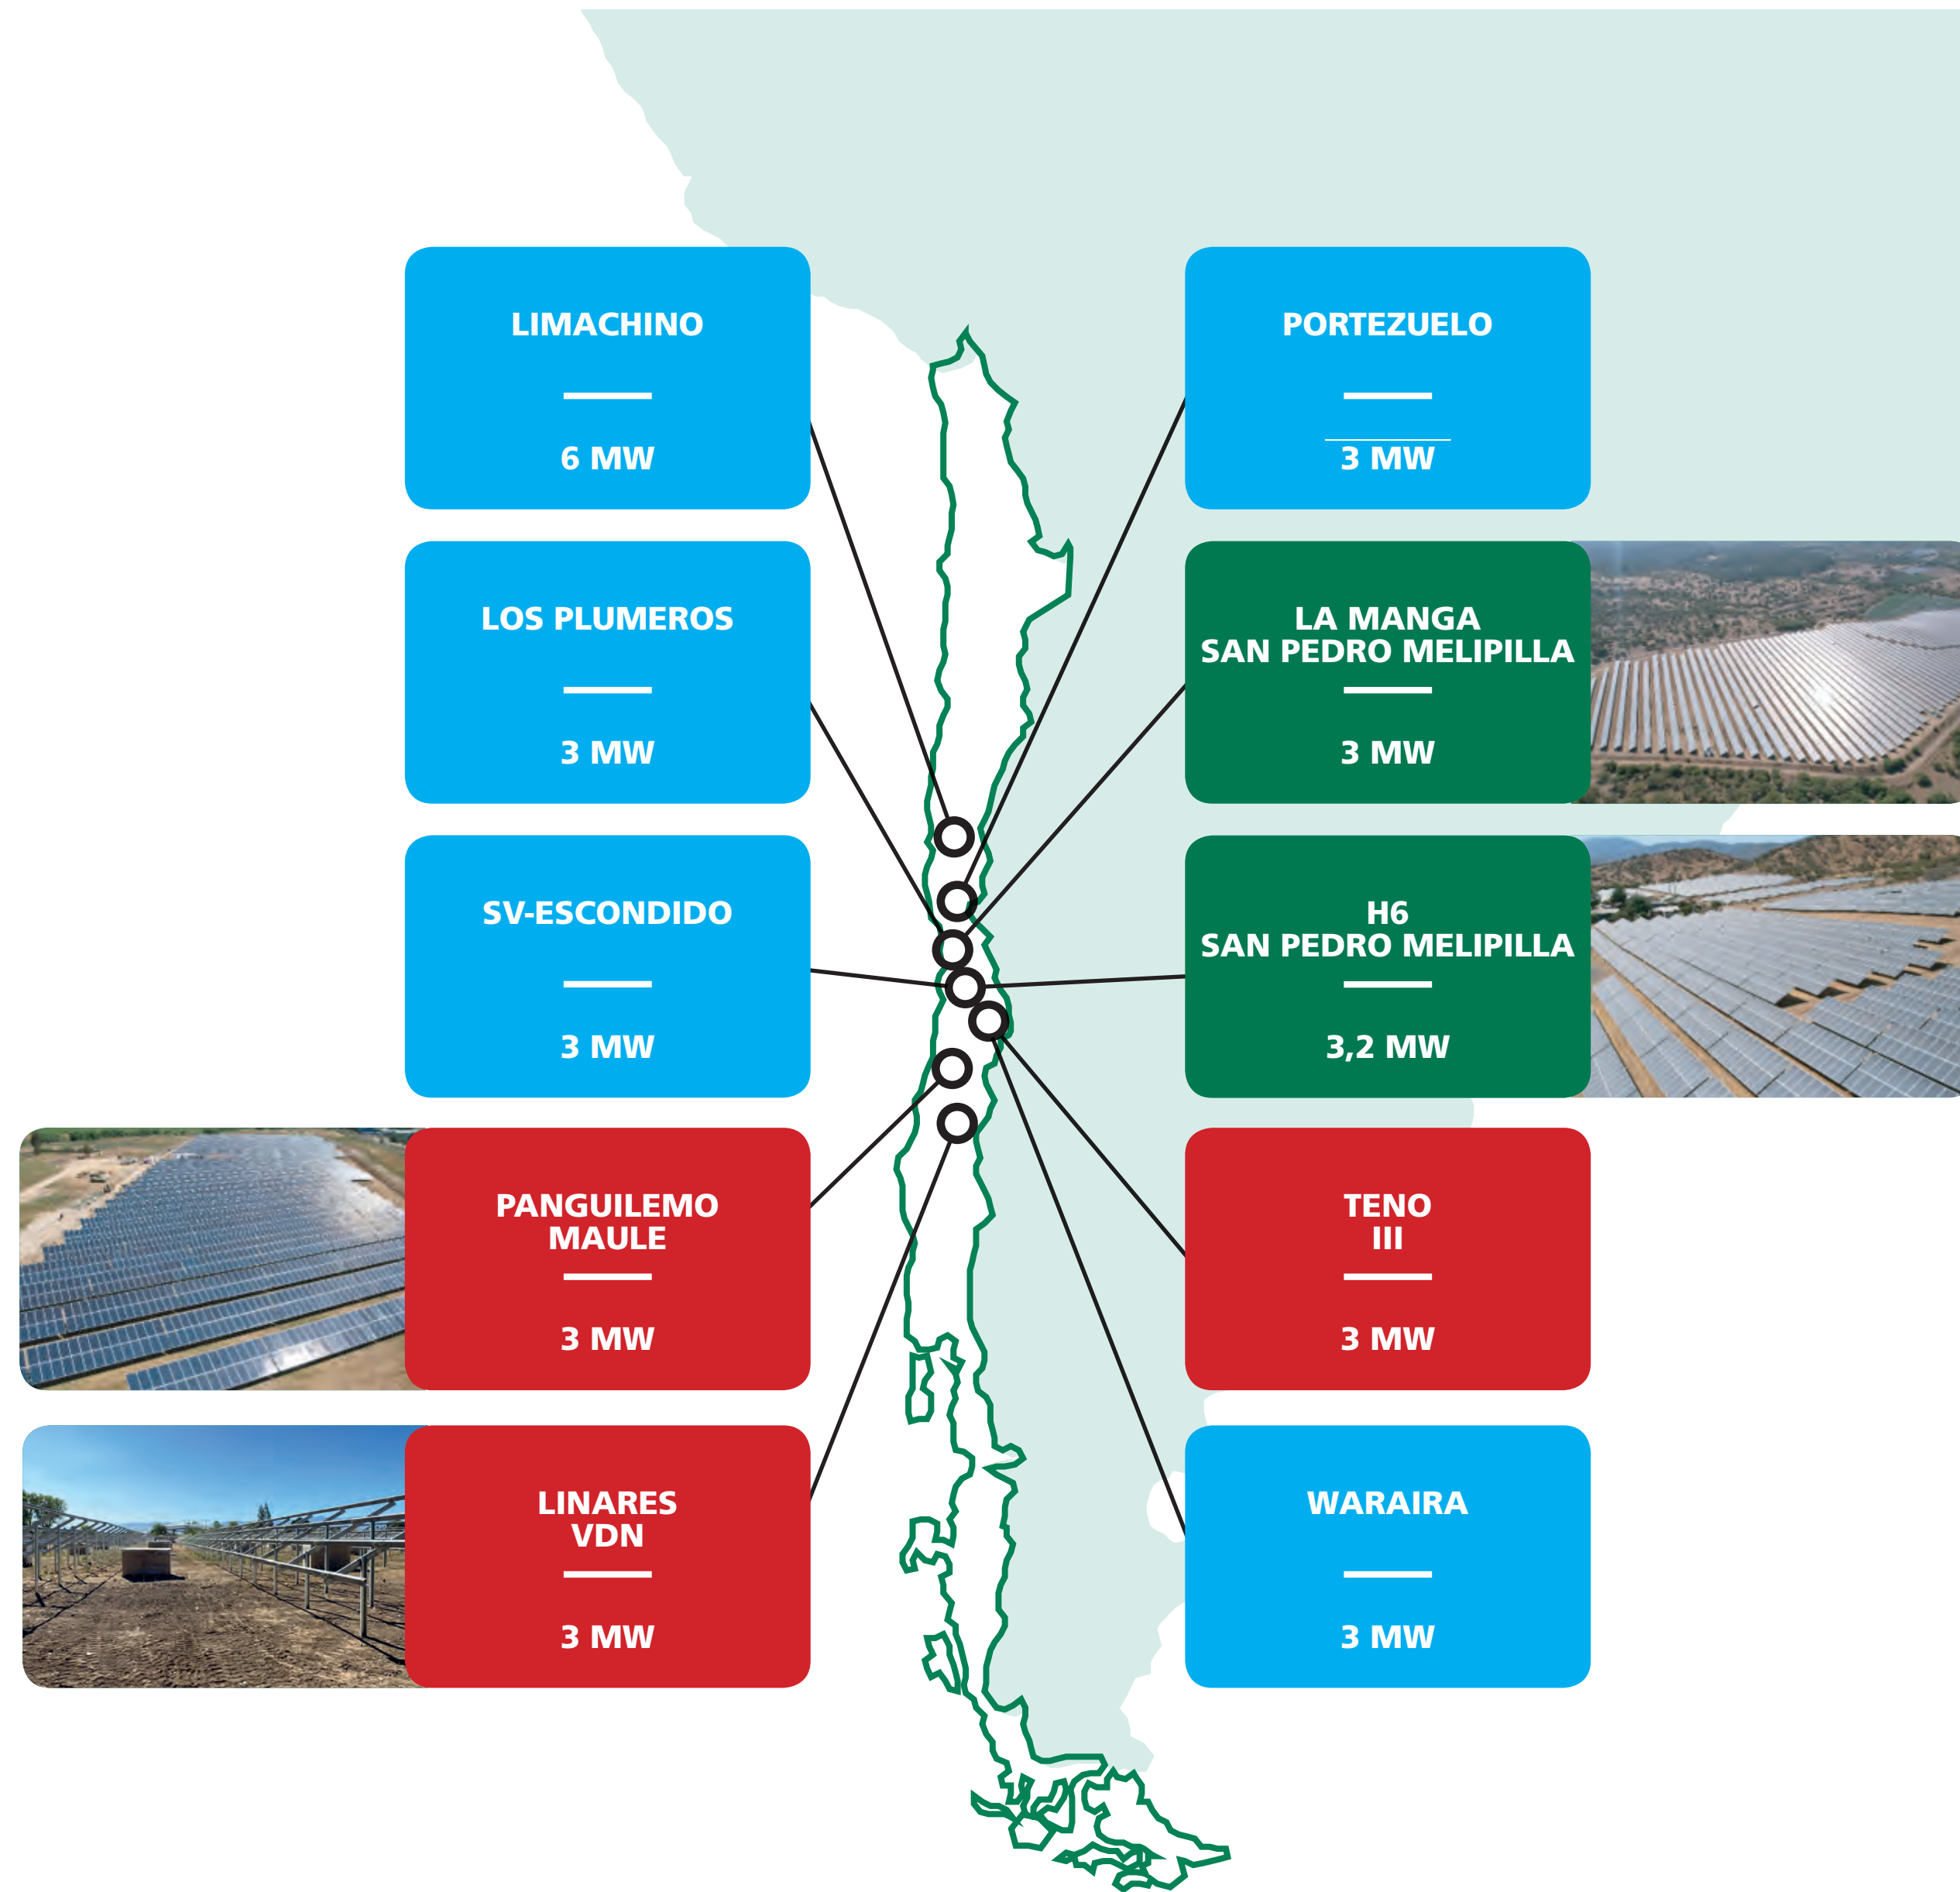 LIMACHINO
6 MW
PORTEZUELO
3 MW
LOS PLUMEROS
3 MW
LA MANGA
SAN PEDRO MELIPILLA
3 MW
SV-ESCONDIDO
3 MW
H6
SAN PEDRO MELIPILLA
3,2 MW
PANGUILEMO
MAULE
3 MW
TENO
III
3 MW
LINARES
VDN
3 MW
WARAIRA
3 MW